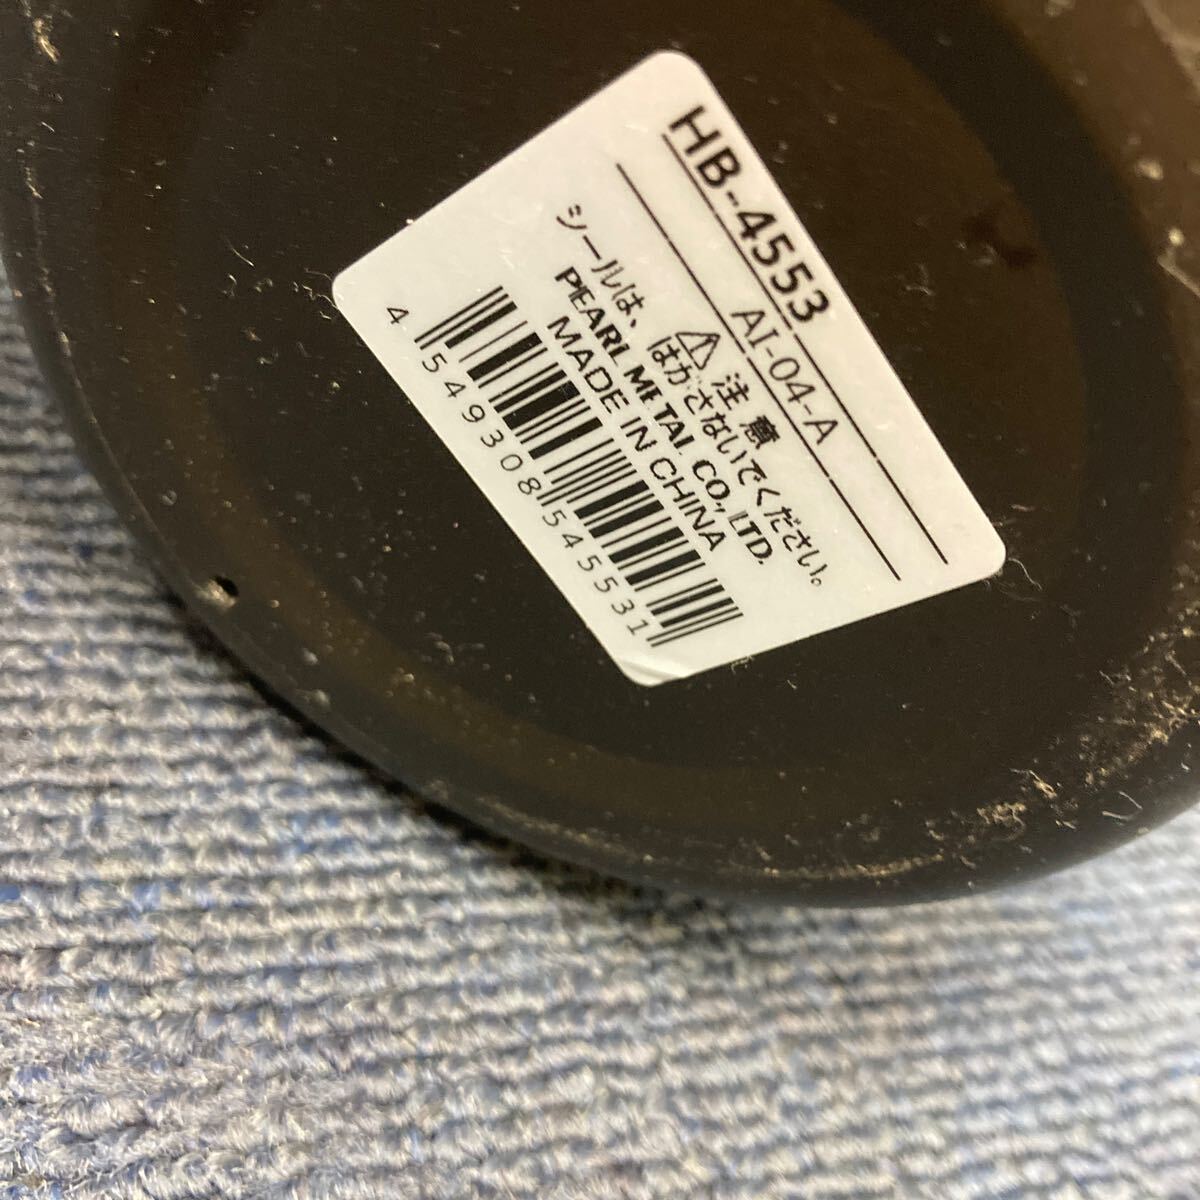 HB-4553
AI-04-A
⚠ 注意
シールは、はがさないでください。
PEARL METAL CO., LTD.
MADE IN CHINA
4 549308 545531